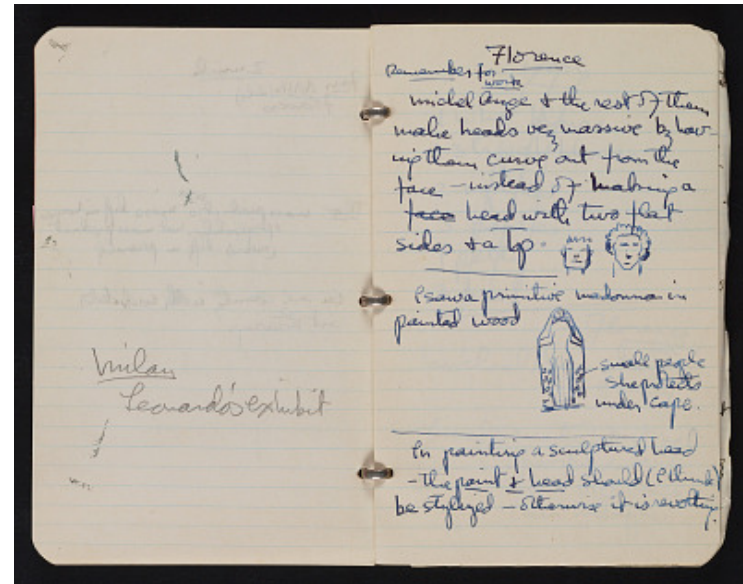 Milan
Leonardo's exhibit
Florence
Remember for
work
Michel Ange & the rest of them
make heads very massive by hav-
ing them curve out from the
face - instead of making a
face head with two flat
sides & a top.
I saw a primitive madonna in
painted wood
small people
she protects
under cape.
In painting a sculptured head
- the paint & head should (I think)
be stylized - otherwise it is revolting.